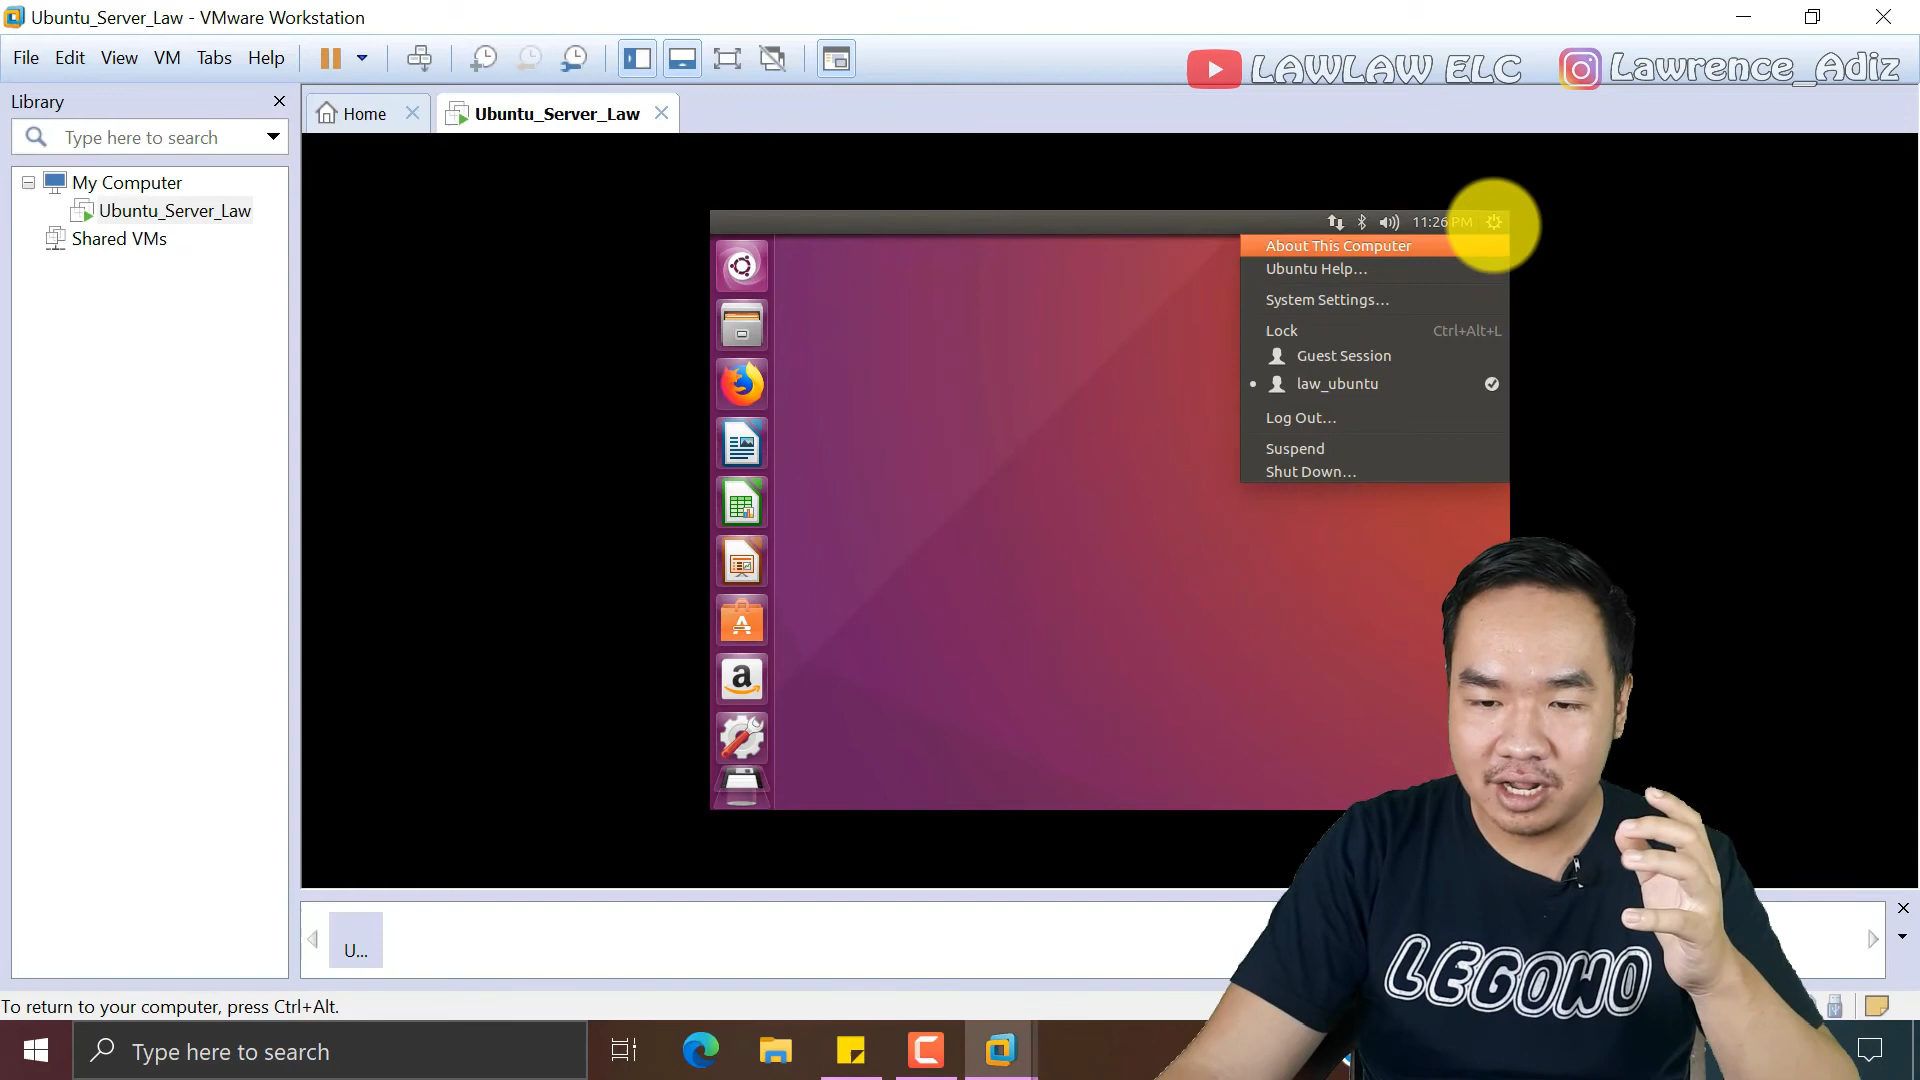 Ubuntu_Server_Law - VMware Workstation
File Edit View VM Tabs Help
LAWLAW ELC
Lawrence_Adiz
Library
Home
Ubuntu_Server_Law
Type here to search
My Computer
Ubuntu_Server_Law
Shared VMs
11:26 PM
About This Computer
Ubuntu Help...
System Settings...
Lock Ctrl+Alt+L
Guest Session
law_ubuntu
Log Out...
Suspend
Shut Down...
a
LEGOWO
U...
To return to your computer, press Ctrl+Alt.
Type here to search